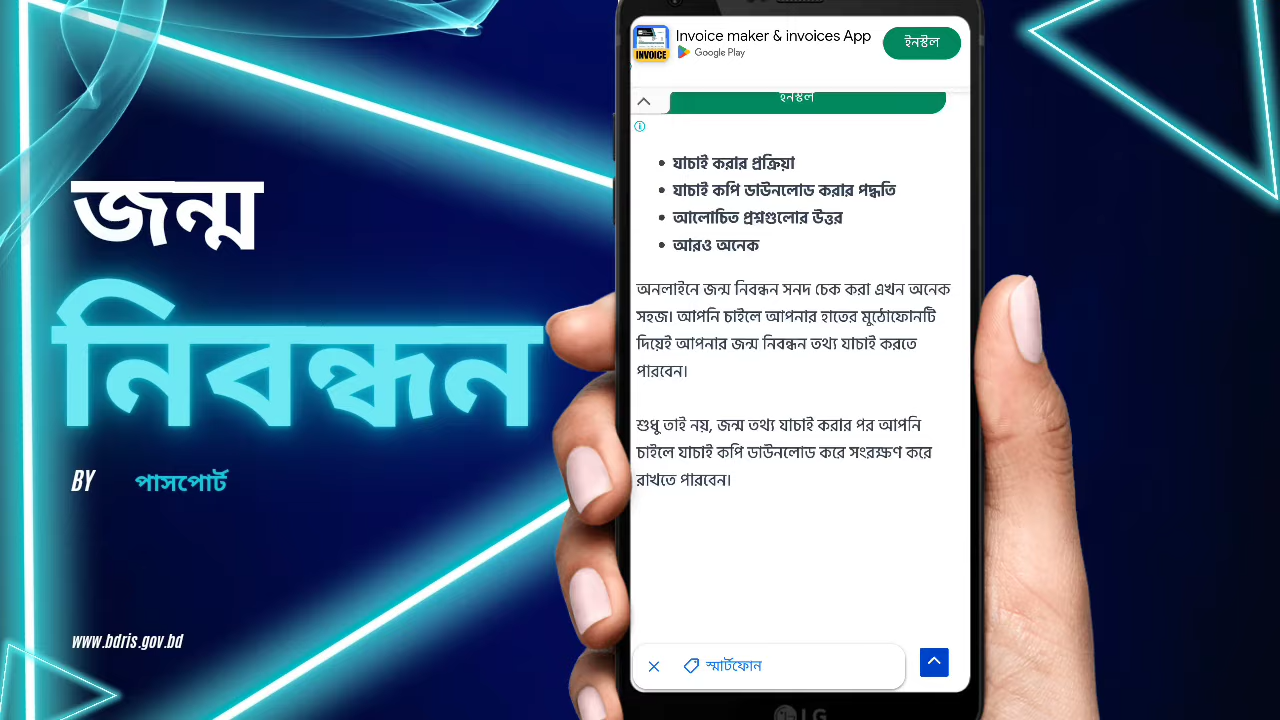 জন্ম
নিবন্ধন
BY পাসপোর্ট
www.bdris.gov.bd
Invoice maker & invoices App
Google Play
ইনস্টল
INVOICE
ইনস্টল
যাচাই করার প্রক্রিয়া
যাচাই কপি ডাউনলোড করার পদ্ধতি
আলোচিত প্রশ্নগুলোর উত্তর
আরও অনেক
অনলাইনে জন্ম নিবন্ধন সনদ চেক করা এখন অনেক
সহজ। আপনি চাইলে আপনার হাতের মুঠোফোনটি
দিয়েই আপনার জন্ম নিবন্ধন তথ্য যাচাই করতে
পারবেন।
শুধু তাই নয়, জন্ম তথ্য যাচাই করার পর আপনি
চাইলে যাচাই কপি ডাউনলোড করে সংরক্ষণ করে
রাখতে পারবেন।
স্মার্টফোন
LG